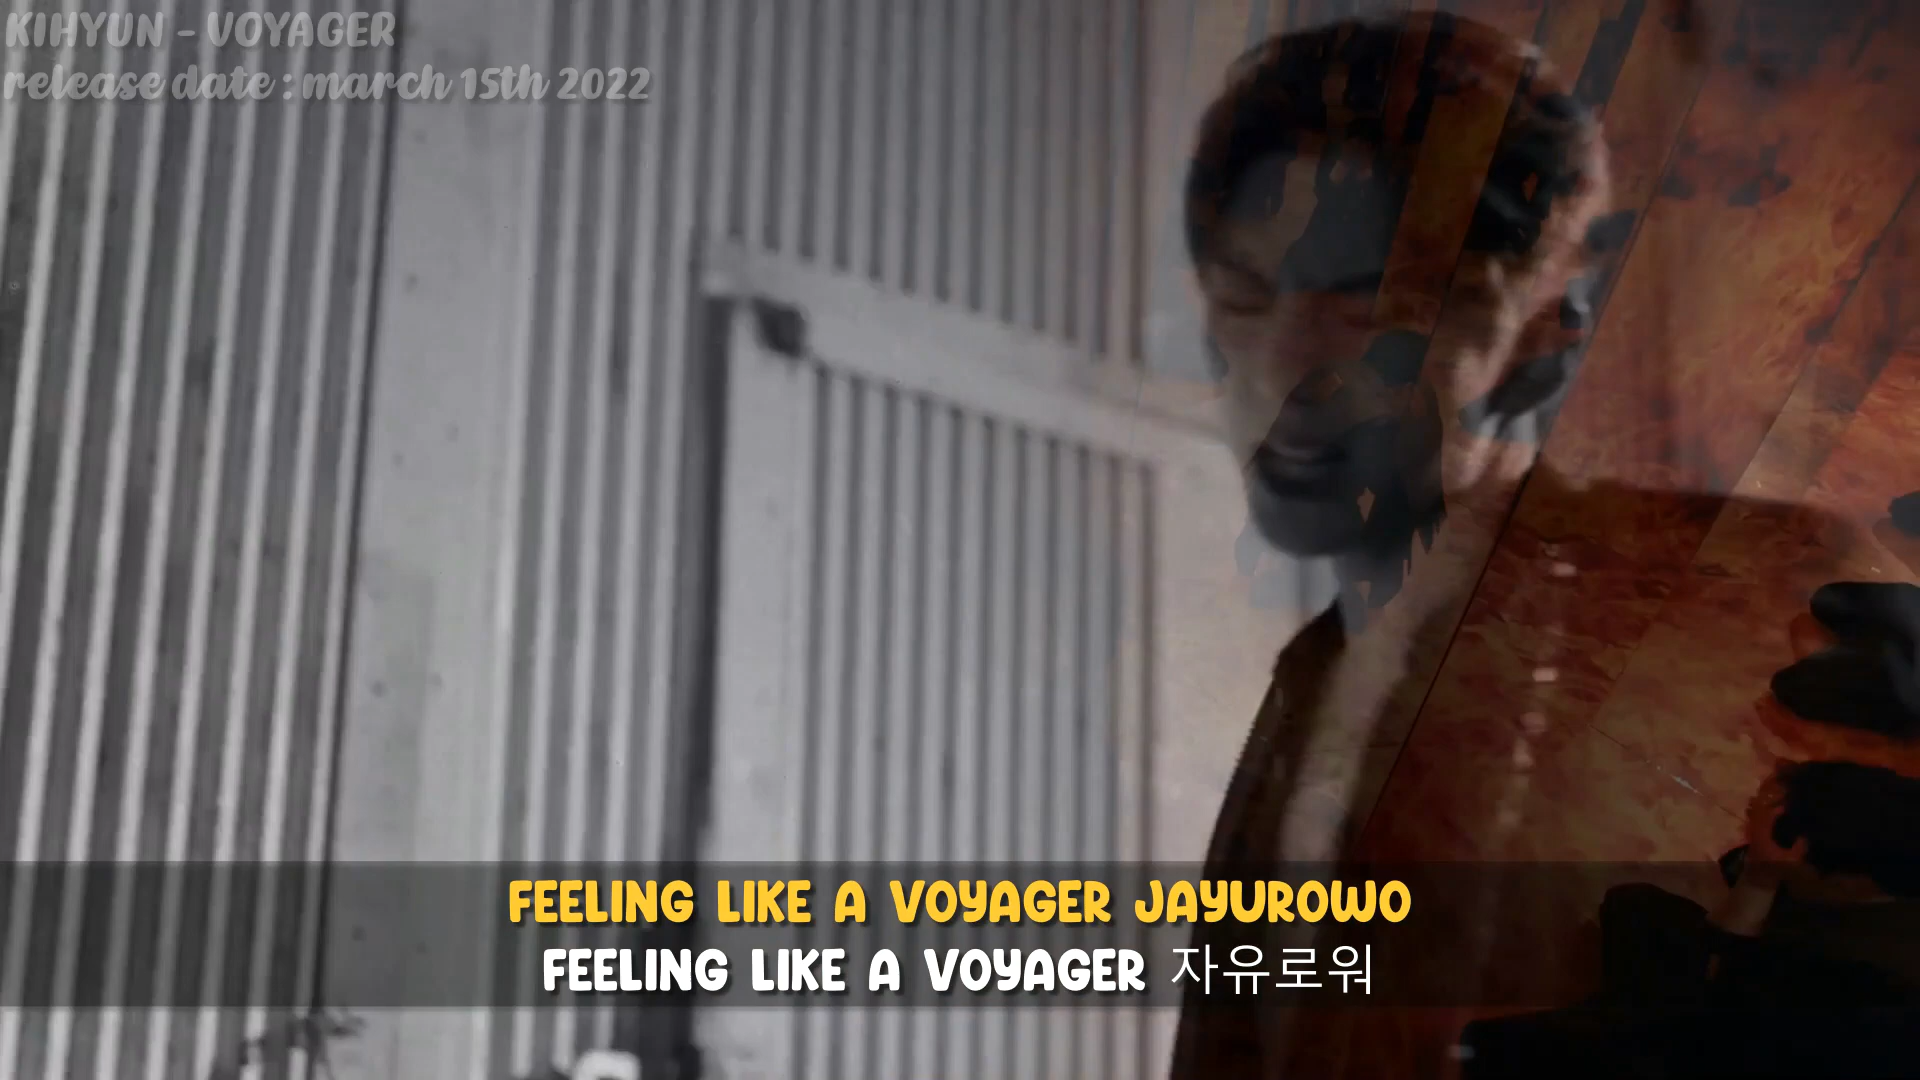 KIHYUN - VOYAGER
release date : march 15th 2022
FEELING LIKE A VOYAGER JAYUROWO
FEELING LIKE A VOYAGER 자유로워